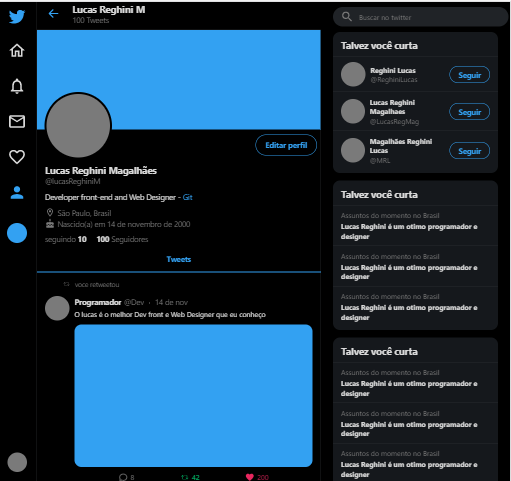 Lucas Reghini M
100 Tweets
Editar perfil
Lucas Reghini Magalhães
@lucasReghiniM
Developer front-end and Web Designer - Git
São Paulo, Brasil
Nascido(a) em 14 de novembro de 2000
seguindo 10 100 Seguidores
Tweets
você retweetou
Programador @Dev · 14 de nov
O lucas é o melhor Dev front e Web Designer que eu conheço
8 42 200
Buscar no twitter
Talvez você curta
Reghini Lucas
@ReghiniLucas
Seguir
Lucas Reghini
Magalhaes
@LucasRegMag
Seguir
Magalhães Reghini
Lucas
@MRL
Seguir
Talvez você curta
Assuntos do momento no Brasil
Lucas Reghini é um otimo programador e
designer
Assuntos do momento no Brasil
Lucas Reghini é um otimo programador e
designer
Assuntos do momento no Brasil
Lucas Reghini é um otimo programador e
designer
Talvez você curta
Assuntos do momento no Brasil
Lucas Reghini é um otimo programador e
designer
Assuntos do momento no Brasil
Lucas Reghini é um otimo programador e
designer
Assuntos do momento no Brasil
Lucas Reghini é um otimo programador e
designer